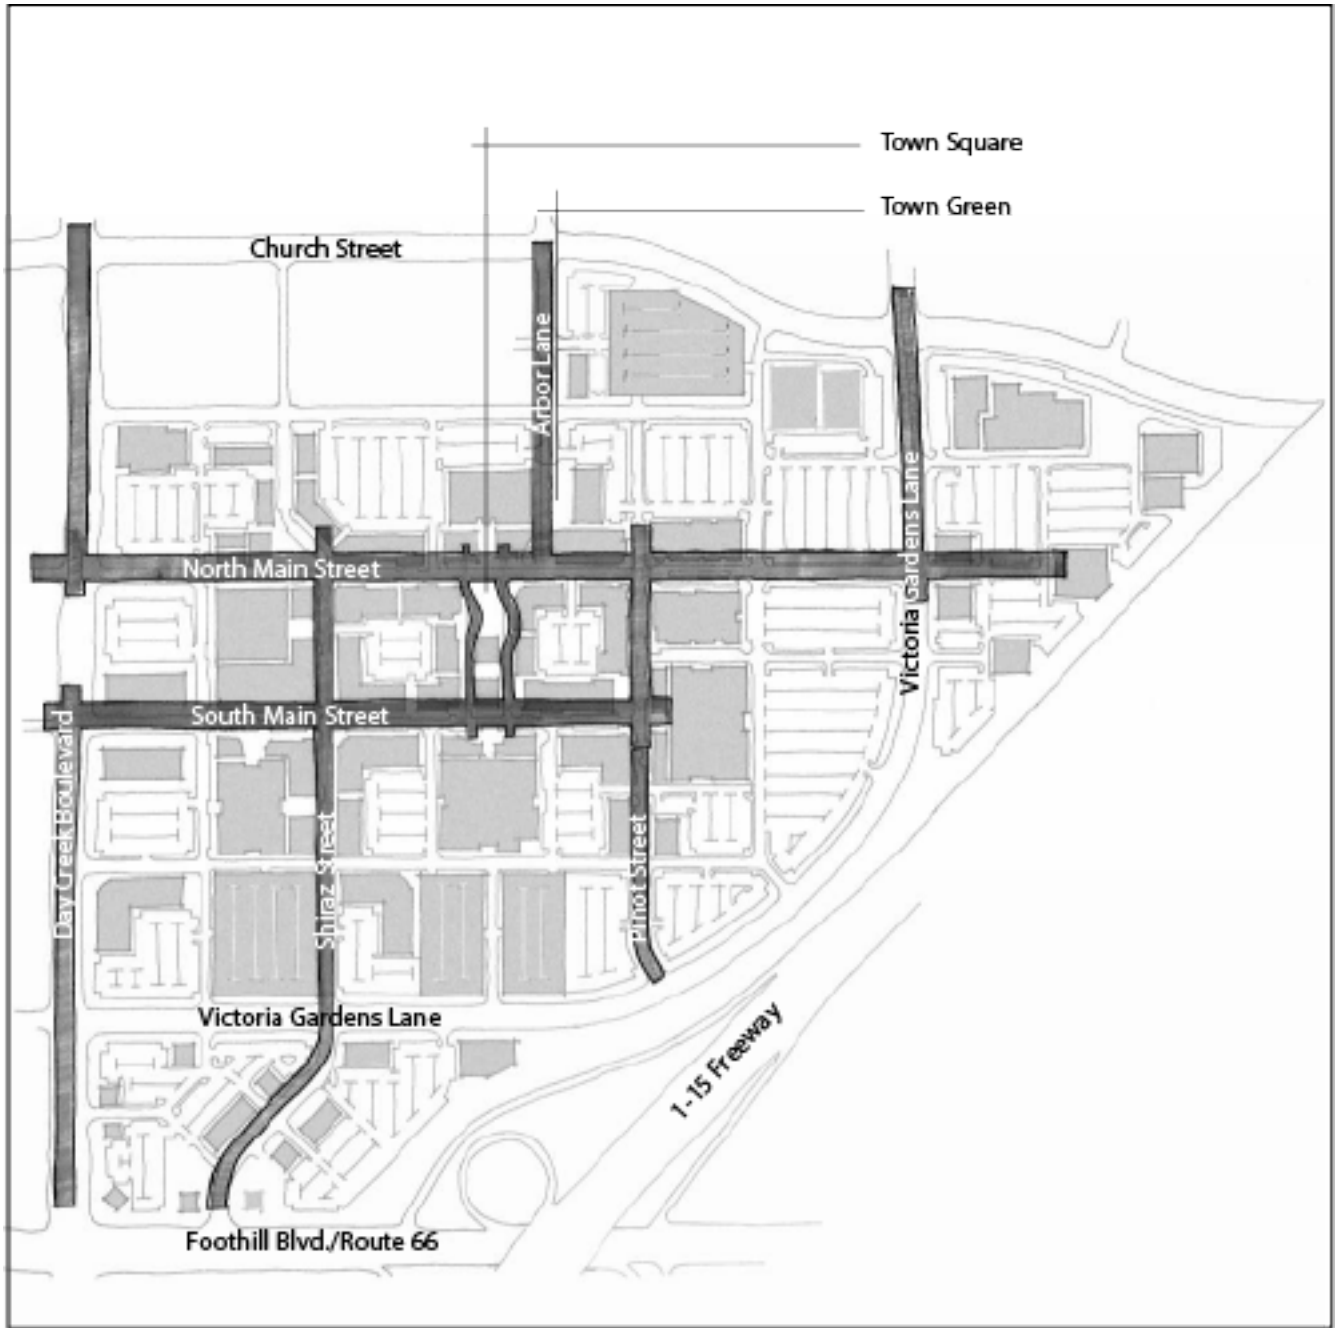 Town Square
Town Green
Church Street
Arbor Lane
Victoria Gardens Lane
North Main Street
South Main Street
Day Creek Boulevard
Shiraz Street
Pinot Street
Victoria Gardens Lane
1-15 Freeway
Foothill Blvd./Route 66